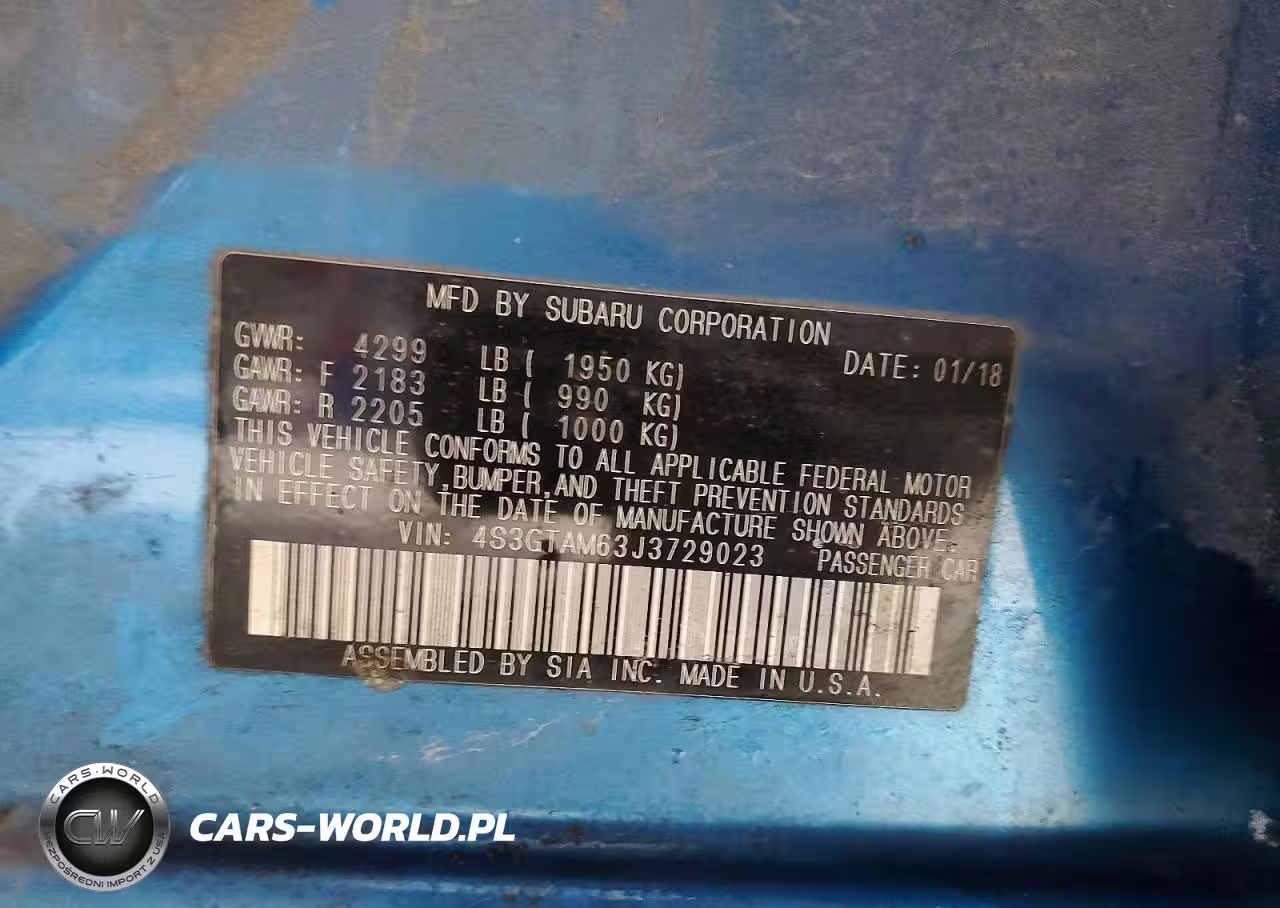 MFD BY SUBARU CORPORATION
GVWR: 4299 LB ( 1950 KG) DATE: 01/18
GAWR: F 2183 LB ( 990 KG)
GAWR: R 2205 LB ( 1000 KG)
THIS VEHICLE CONFORMS TO ALL APPLICABLE FEDERAL MOTOR
VEHICLE SAFETY, BUMPER, AND THEFT PREVENTION STANDARDS
IN EFFECT ON THE DATE OF MANUFACTURE SHOWN ABOVE.
VIN: 4S3GTAM63J3729023 PASSENGER CAR
ASSEMBLED BY SIA INC. MADE IN U.S.A.
CARS-WORLD
CW
BEZPOŚREDNI IMPORT Z USA
CARS-WORLD.PL